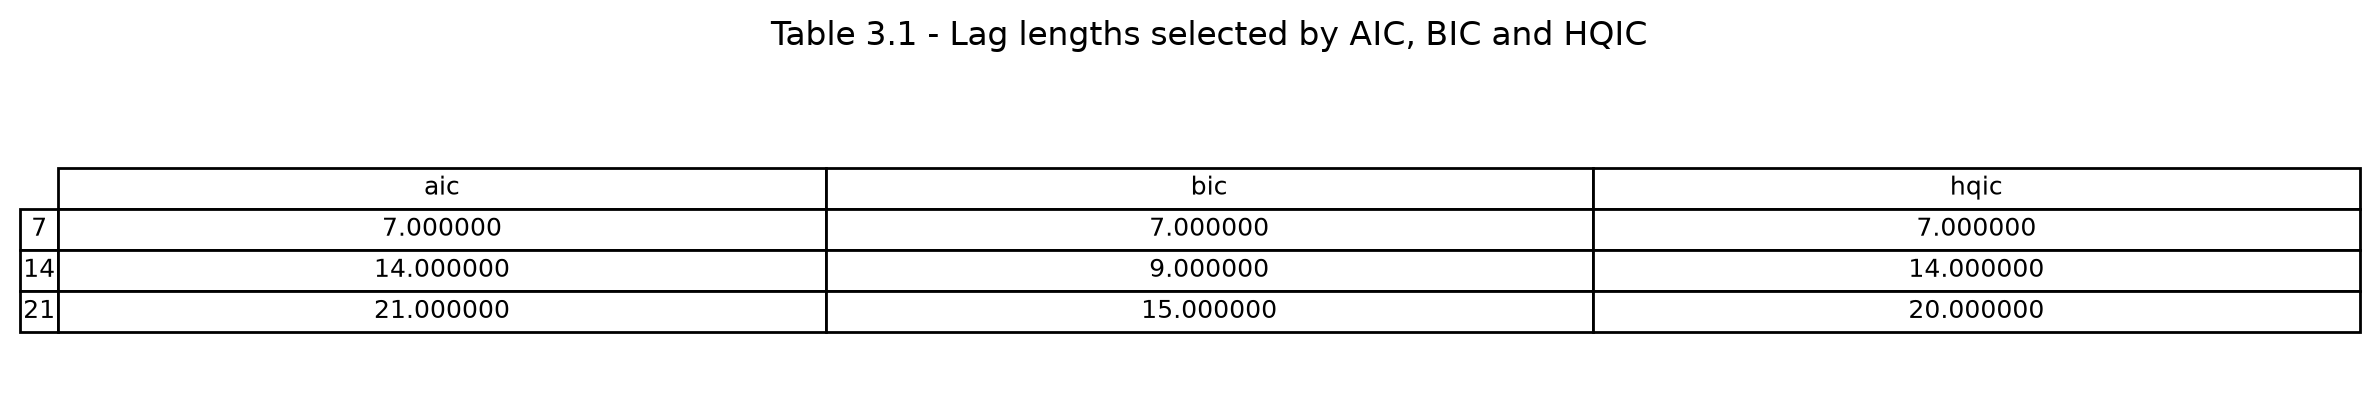 Table 3.1 - Lag lengths selected by AIC, BIC and HQIC
aic bic hqic
7 7.000000 7.000000 7.000000
14 14.000000 9.000000 14.000000
21 21.000000 15.000000 20.000000